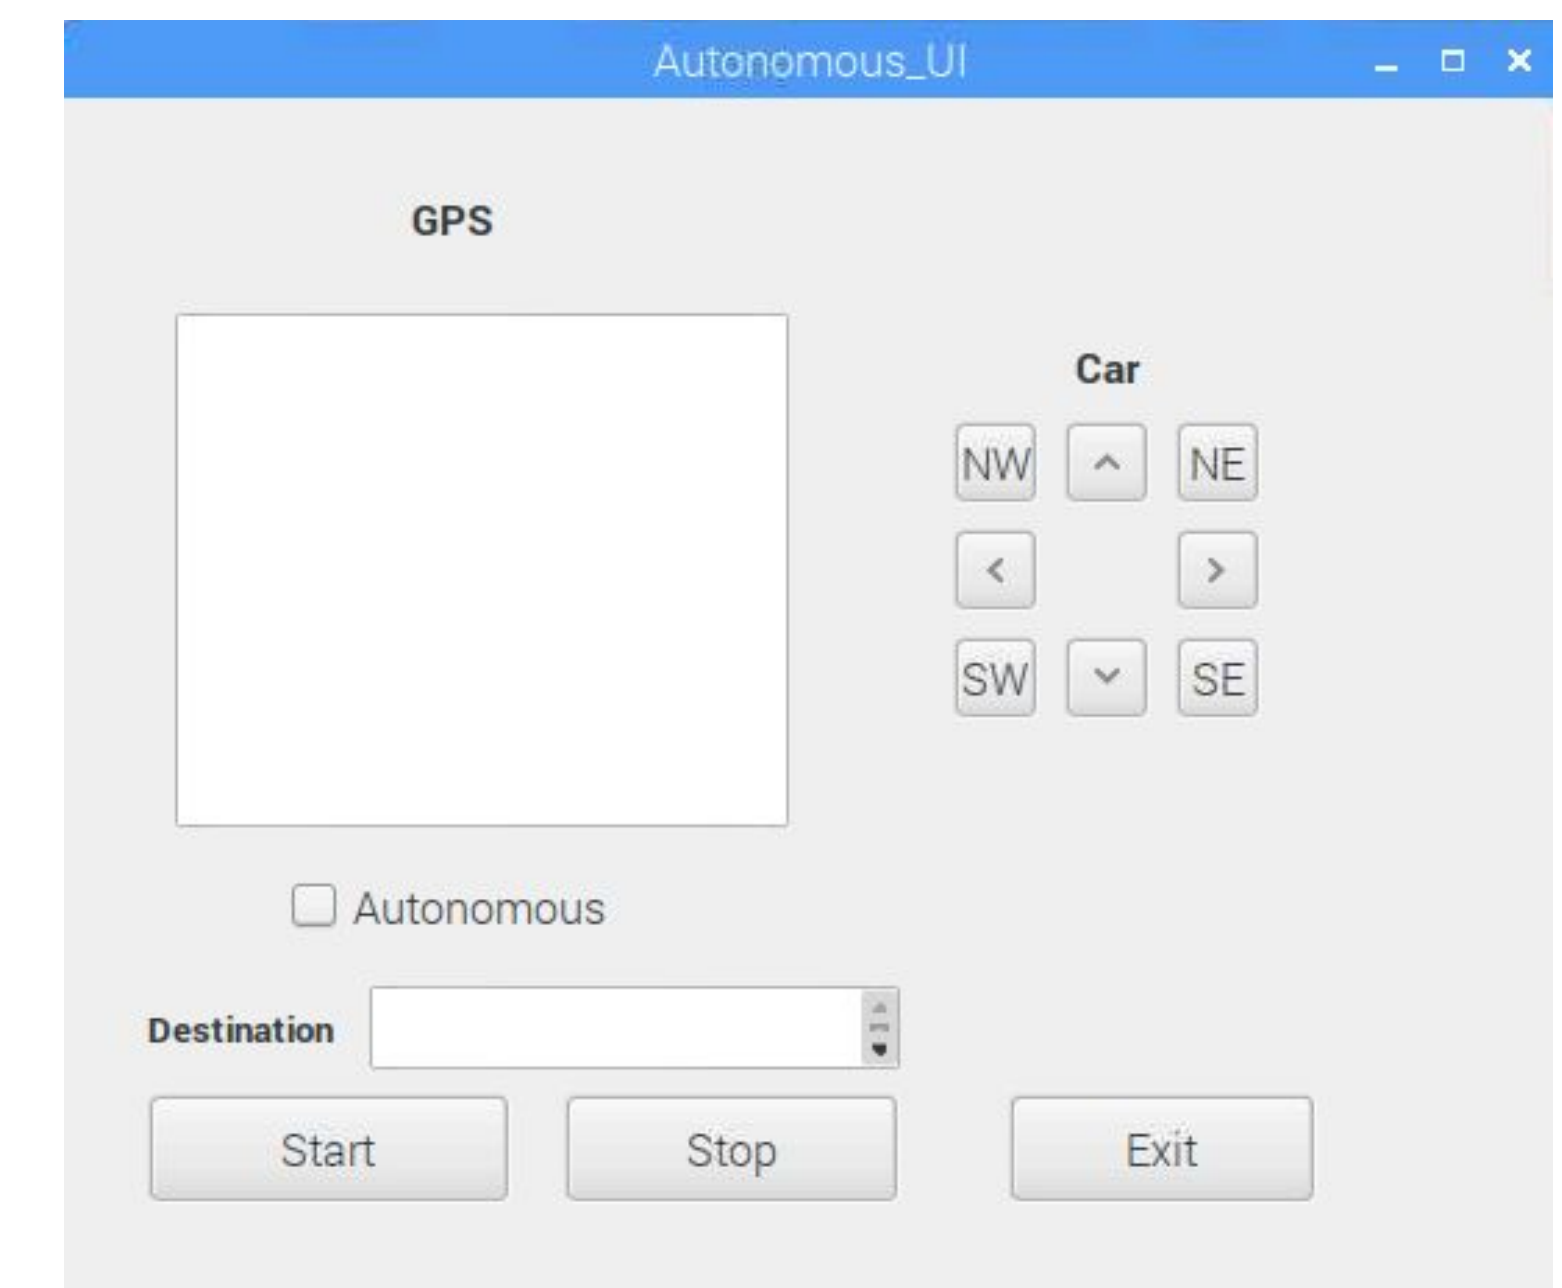 Autonomous_UI
GPS
Car
NW ^ NE
< >
SW SE
Autonomous
Destination
Start Stop Exit